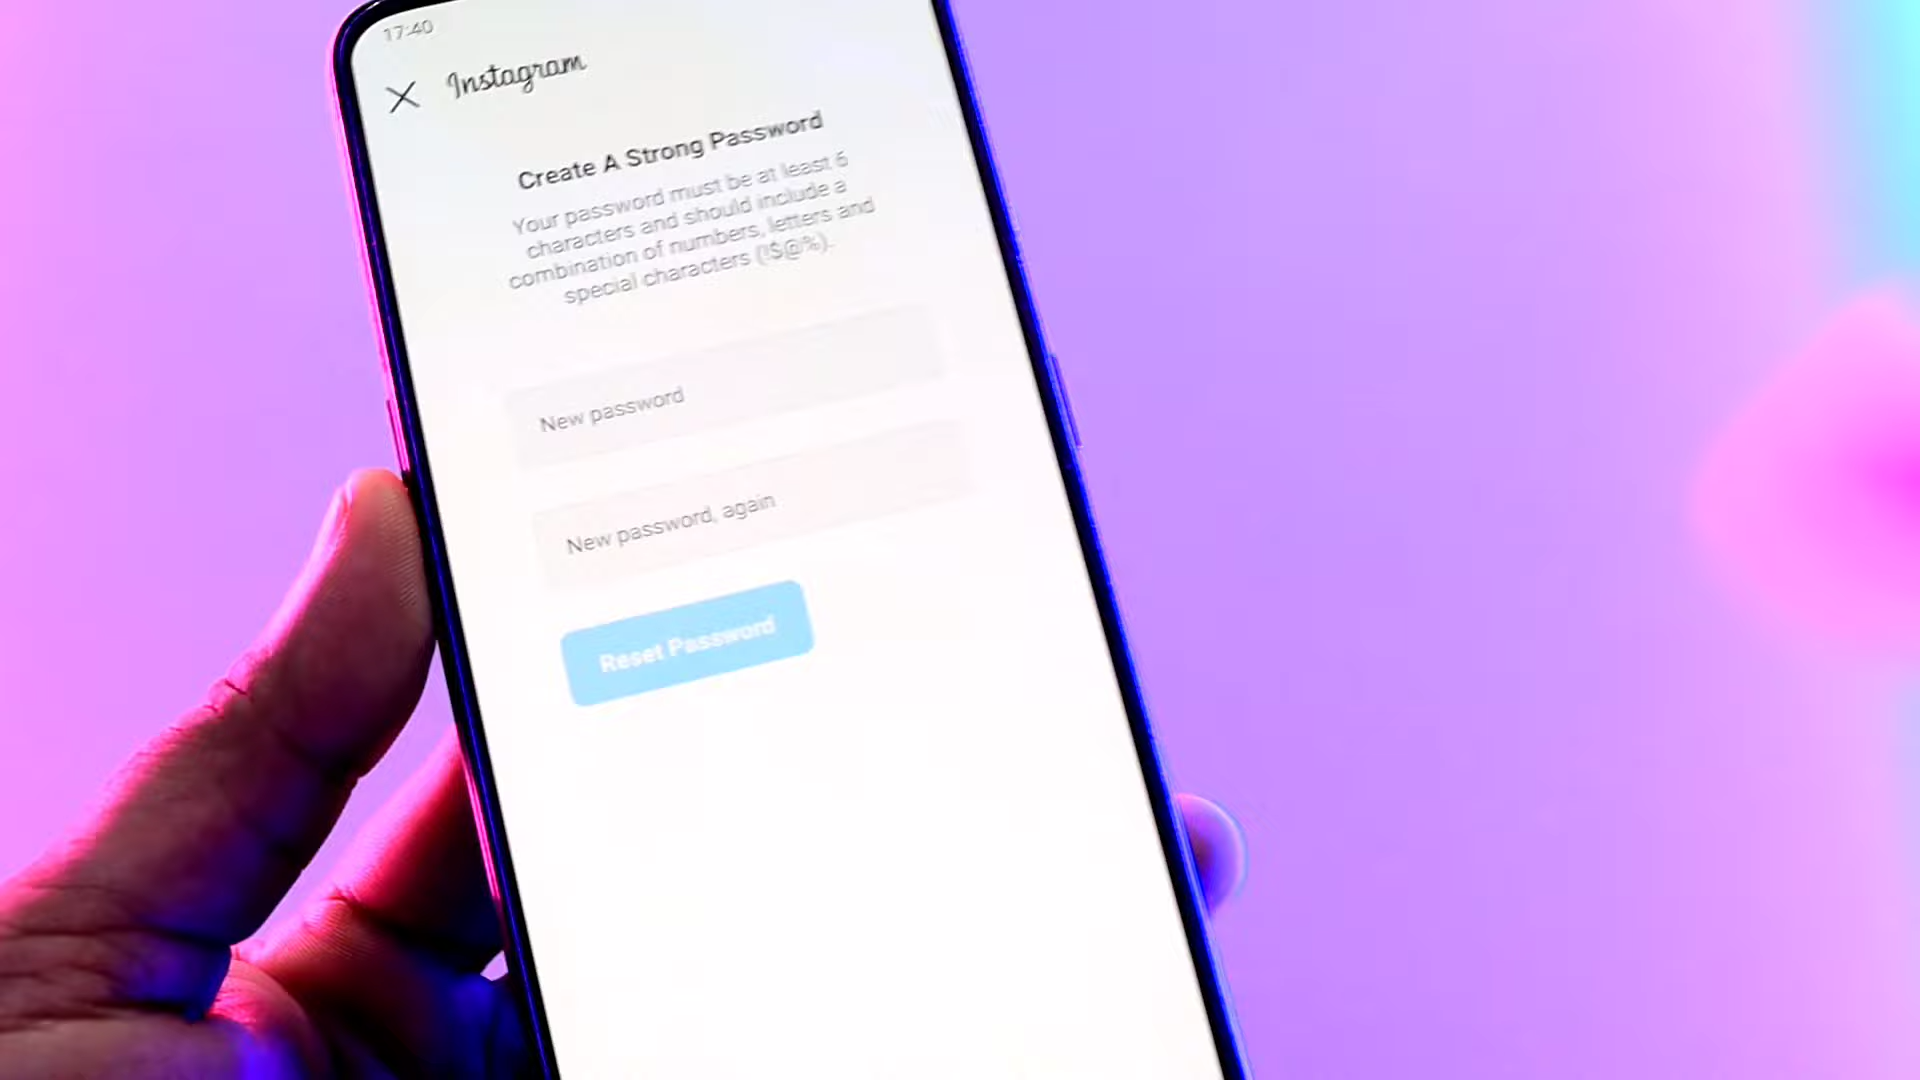 17:40
Instagram
Create A Strong Password
Your password must be at least 6
characters and should include a
combination of numbers, letters and
special characters (!$@%).
New password
New password, again
Reset Password